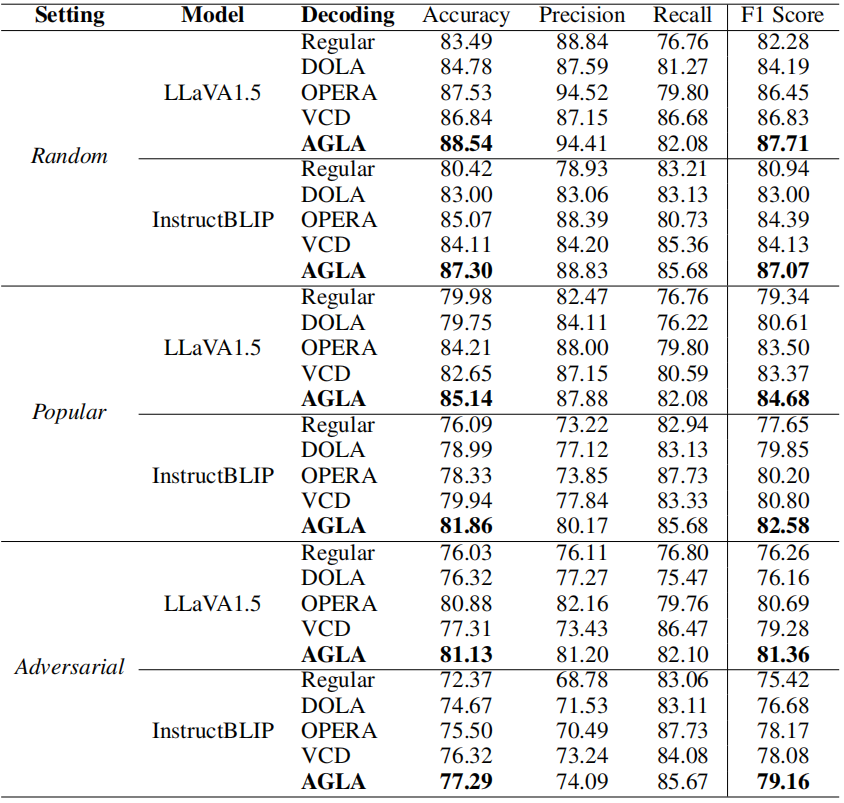 Setting Model Decoding Accuracy Precision Recall F1 Score
Regular 83.49 88.84 76.76 82.28
DOLA 84.78 87.59 81.27 84.19
LLaVA1.5 OPERA 87.53 94.52 79.80 86.45
VCD 86.84 87.15 86.68 86.83
AGLA 88.54 94.41 82.08 87.71
Random
Regular 80.42 78.93 83.21 80.94
DOLA 83.00 83.06 83.13 83.00
InstructBLIP OPERA 85.07 88.39 80.73 84.39
VCD 84.11 84.20 85.36 84.13
AGLA 87.30 88.83 85.68 87.07
Regular 79.98 82.47 76.76 79.34
DOLA 79.75 84.11 76.22 80.61
LLaVA1.5 OPERA 84.21 88.00 79.80 83.50
VCD 82.65 87.15 80.59 83.37
AGLA 85.14 87.88 82.08 84.68
Popular
Regular 76.09 73.22 82.94 77.65
DOLA 78.99 77.12 83.13 79.85
InstructBLIP OPERA 78.33 73.85 87.73 80.20
VCD 79.94 77.84 83.33 80.80
AGLA 81.86 80.17 85.68 82.58
Regular 76.03 76.11 76.80 76.26
DOLA 76.32 77.27 75.47 76.16
LLaVA1.5 OPERA 80.88 82.16 79.76 80.69
VCD 77.31 73.43 86.47 79.28
AGLA 81.13 81.20 82.10 81.36
Adversarial
Regular 72.37 68.78 83.06 75.42
DOLA 74.67 71.53 83.11 76.68
InstructBLIP OPERA 75.50 70.49 87.73 78.17
VCD 76.32 73.24 84.08 78.08
AGLA 77.29 74.09 85.67 79.16